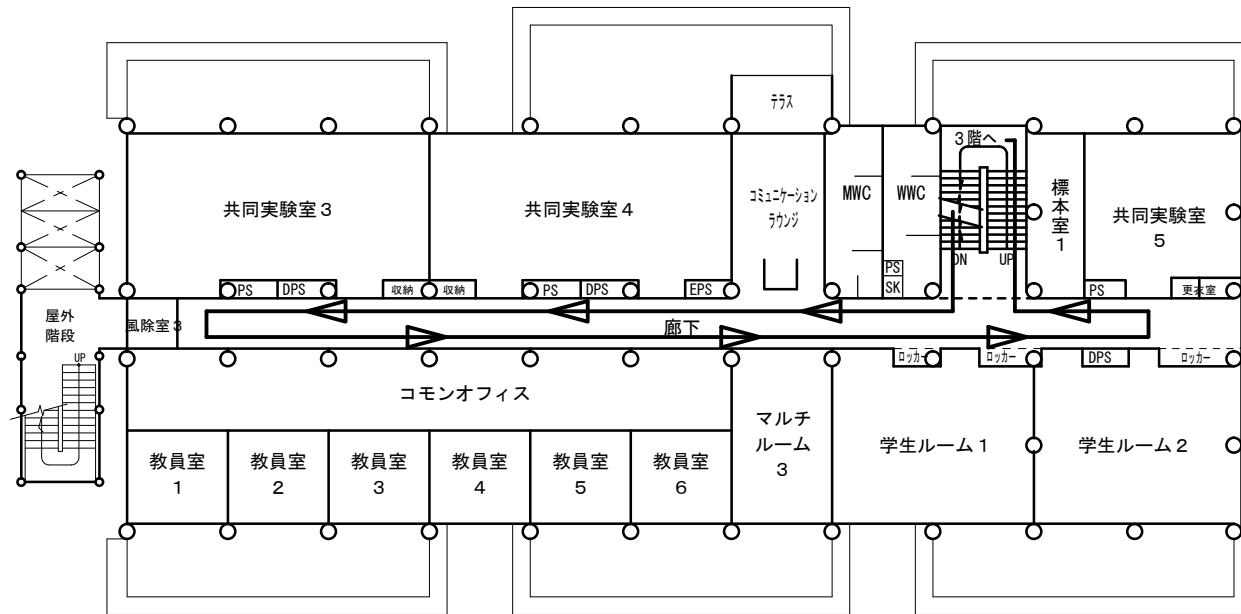 テラス
3階へ
共同実験室3
共同実験室4
コミュニケーション
ラウンジ
MWC
WWC
標本室1
共同実験室
5
DN
UP
PS
SK
PS
DPS
収納
収納
PS
DPS
EPS
PS
更衣室
屋外
階段
風除室3
廊下
UP
ロッカー
ロッカー
DPS
ロッカー
コモンオフィス
マルチ
ルーム
3
学生ルーム1
学生ルーム2
教員室
1
教員室
2
教員室
3
教員室
4
教員室
5
教員室
6